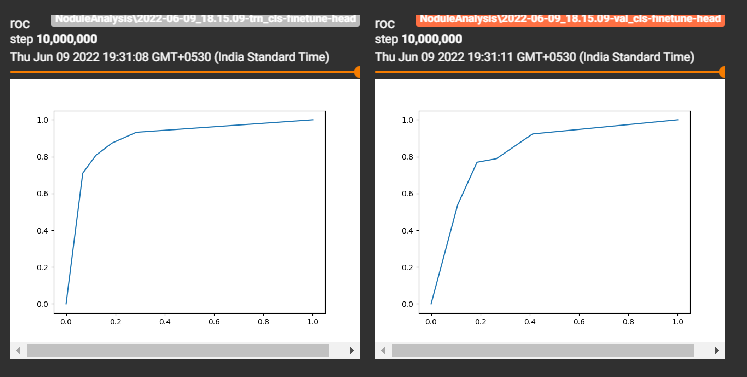 roc NoduleAnalysis\2022-06-09_18.15.09-trn_cls-finetune-head
step 10,000,000
Thu Jun 09 2022 19:31:08 GMT+0530 (India Standard Time)
1.0
0.8
0.6
0.4
0.2
0.0
0.0 0.2 0.4 0.6 0.8 1.0
roc NoduleAnalysis\2022-06-09_18.15.09-val_cls-finetune-head
step 10,000,000
Thu Jun 09 2022 19:31:11 GMT+0530 (India Standard Time)
1.0
0.8
0.6
0.4
0.2
0.0
0.0 0.2 0.4 0.6 0.8 1.0